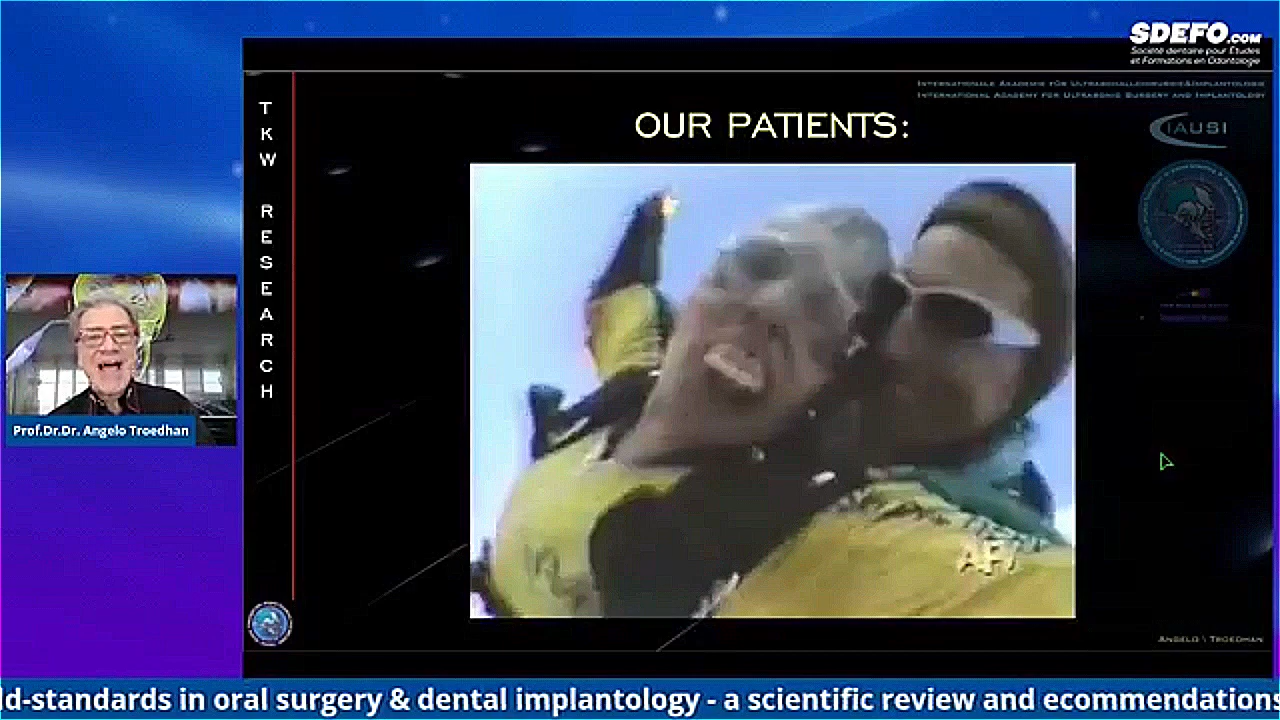 SDEFO.COM
Société dentaire pour Études
et Formations en Odontologie
INTERNATIONALE AKADEMIE FÜR ULTRASCHALLCHIRURGIE&IMPLANTOLOGIE
INTERNATIONAL ACADEMY FOR ULTRASONIC SURGERY AND IMPLANTOLOGY
TKW RESEARCH
OUR PATIENTS:
IAUSI
Prof.Dr.Dr. Angelo Troedhan
ANGELO \ TROEDHAN
ld-standards in oral surgery & dental implantology - a scientific review and ecommendations